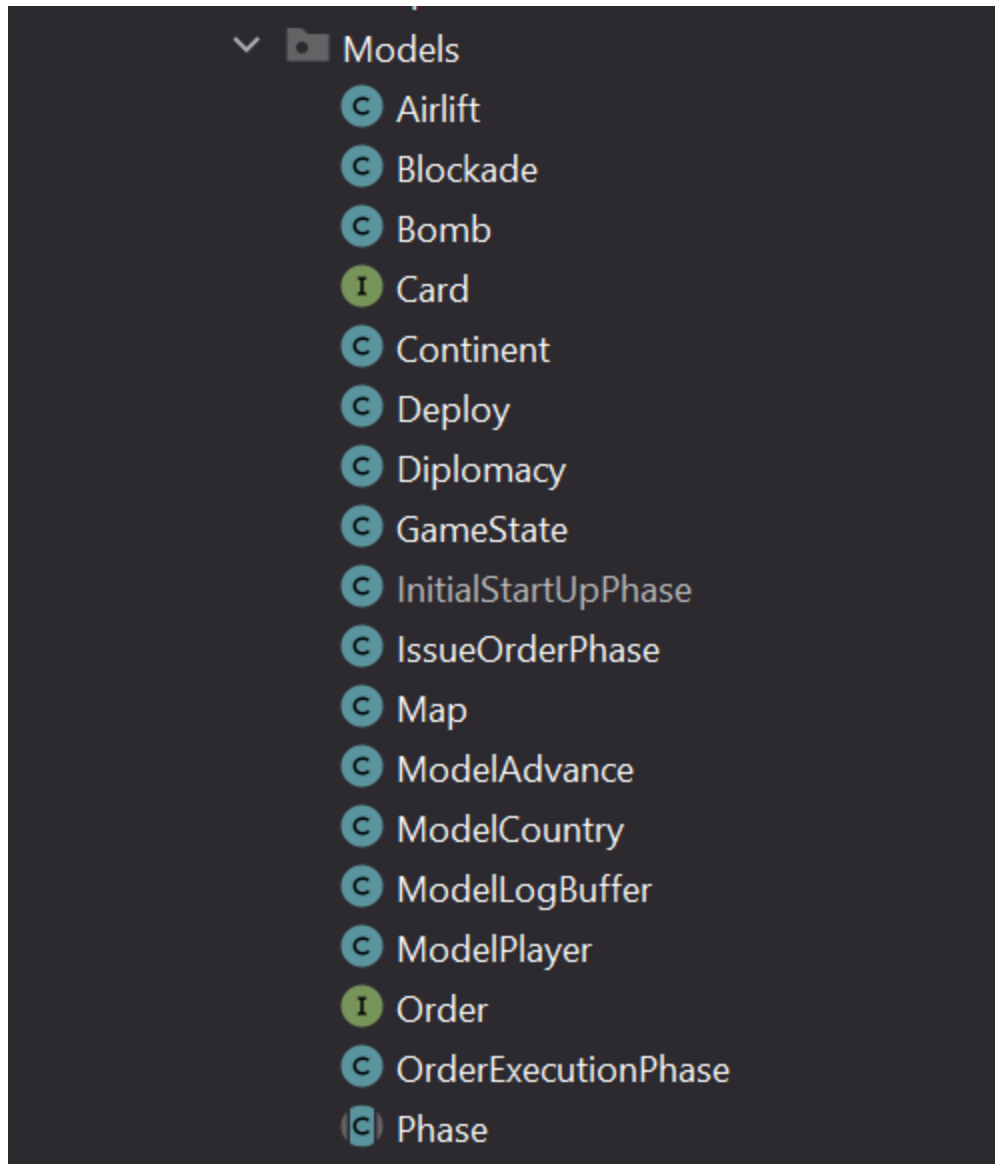 Models
C Airlift
C Blockade
C Bomb
I Card
C Continent
C Deploy
C Diplomacy
C GameState
C InitialStartUpPhase
C IssueOrderPhase
C Map
C ModelAdvance
C ModelCountry
C ModelLogBuffer
C ModelPlayer
I Order
C OrderExecutionPhase
C Phase